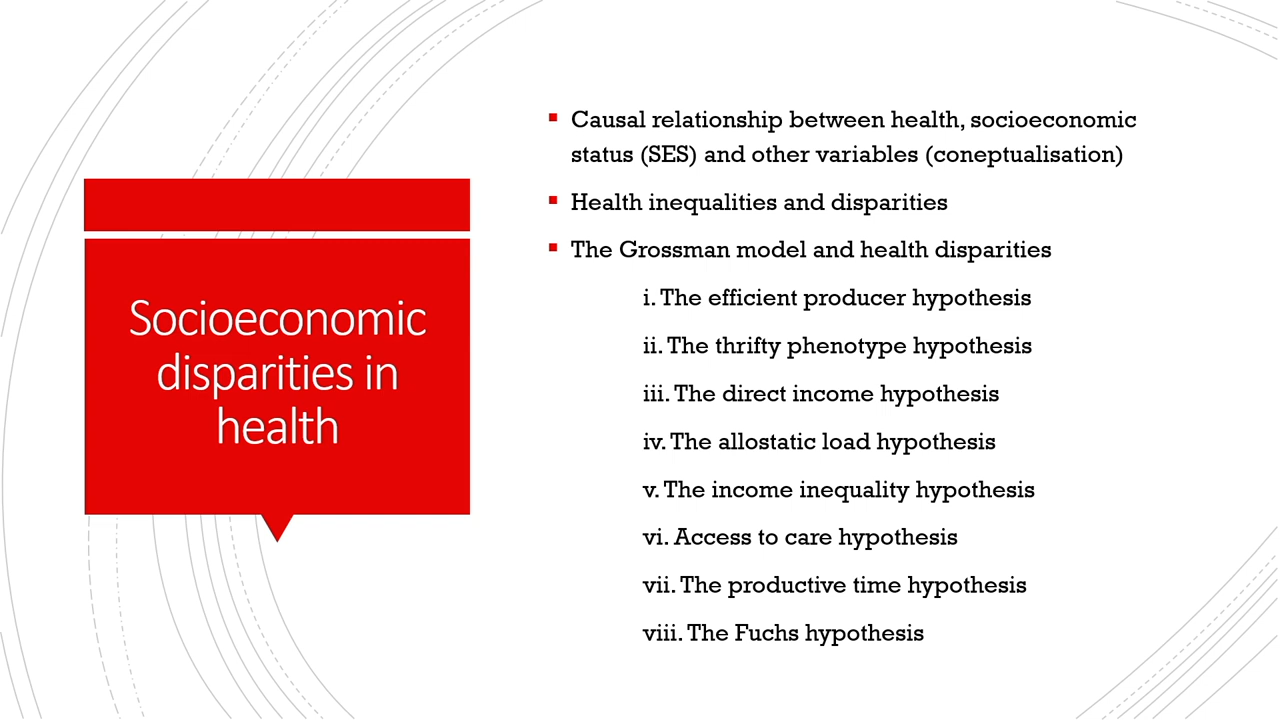 Socioeconomic
disparities in
health
Causal relationship between health, socioeconomic
status (SES) and other variables (coneptualisation)
Health inequalities and disparities
The Grossman model and health disparities
i. The efficient producer hypothesis
ii. The thrifty phenotype hypothesis
iii. The direct income hypothesis
iv. The allostatic load hypothesis
v. The income inequality hypothesis
vi. Access to care hypothesis
vii. The productive time hypothesis
viii. The Fuchs hypothesis